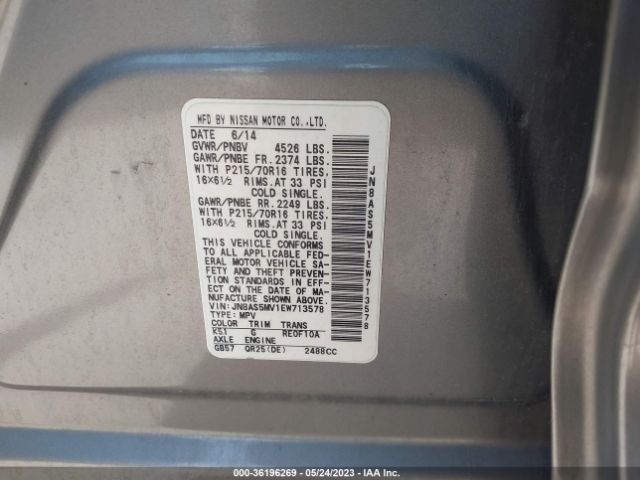 MFD BY NISSAN MOTOR CO.,LTD.
DATE 6/14
GVWR/PNBV 4526 LBS.
GAWR/PNBE FR. 2374 LBS.
WITH P215/70R16 TIRES.
16X6½ RIMS.AT 33 PSI
COLD SINGLE.
GAWR/PNBE RR. 2249 LBS.
WITH P215/70R16 TIRES.
16X6½ RIMS.AT 33 PSI
COLD SINGLE.
THIS VEHICLE CONFORMS
TO ALL APPLICABLE FED-
ERAL MOTOR VEHICLE SA-
FETY AND THEFT PREVEN-
TION STANDARDS IN EFF-
ECT ON THE DATE OF MA-
NUFACTURE SHOWN ABOVE.
VIN:JN8AS5MV1EW713578
TYPE: MPV
COLOR TRIM TRANS
K51 G RE0F10A
AXLE ENGINE
GB57 QR25(DE) 2488CC
JN8AS5MV1EW713578
000-36196269 - 05/24/2023 - IAA Inc.